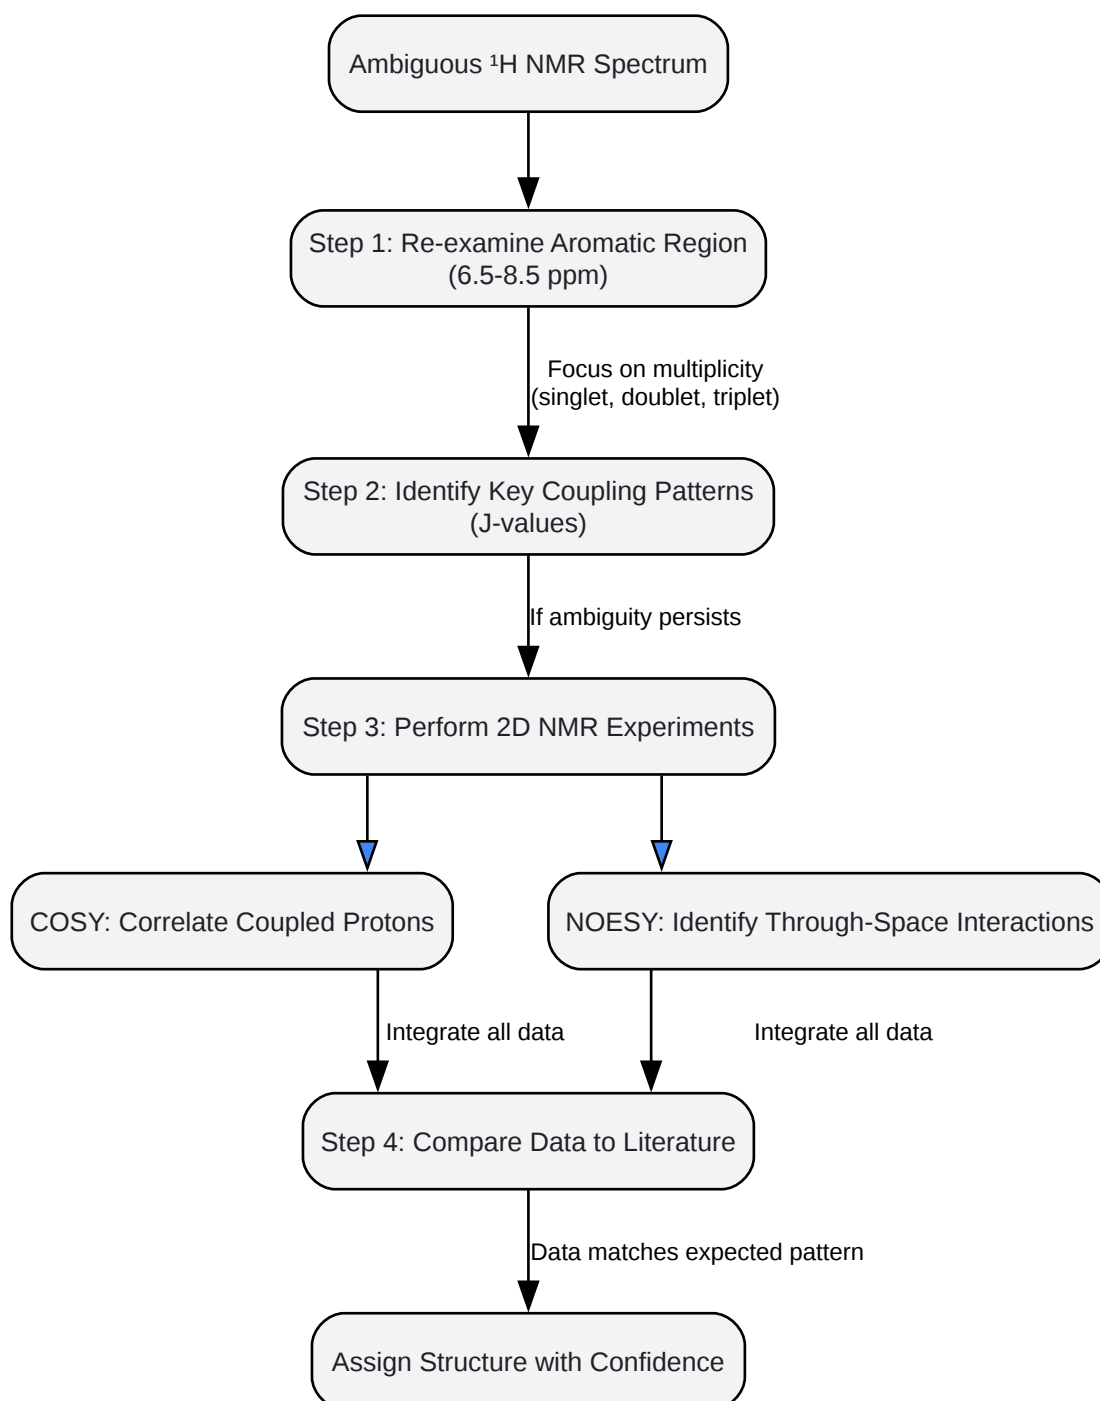 Ambiguous ¹H NMR Spectrum
Step 1: Re-examine Aromatic Region
(6.5-8.5 ppm)
Focus on multiplicity
(singlet, doublet, triplet)
Step 2: Identify Key Coupling Patterns
(J-values)
If ambiguity persists
Step 3: Perform 2D NMR Experiments
COSY: Correlate Coupled Protons
NOESY: Identify Through-Space Interactions
Integrate all data
Integrate all data
Step 4: Compare Data to Literature
Data matches expected pattern
Assign Structure with Confidence